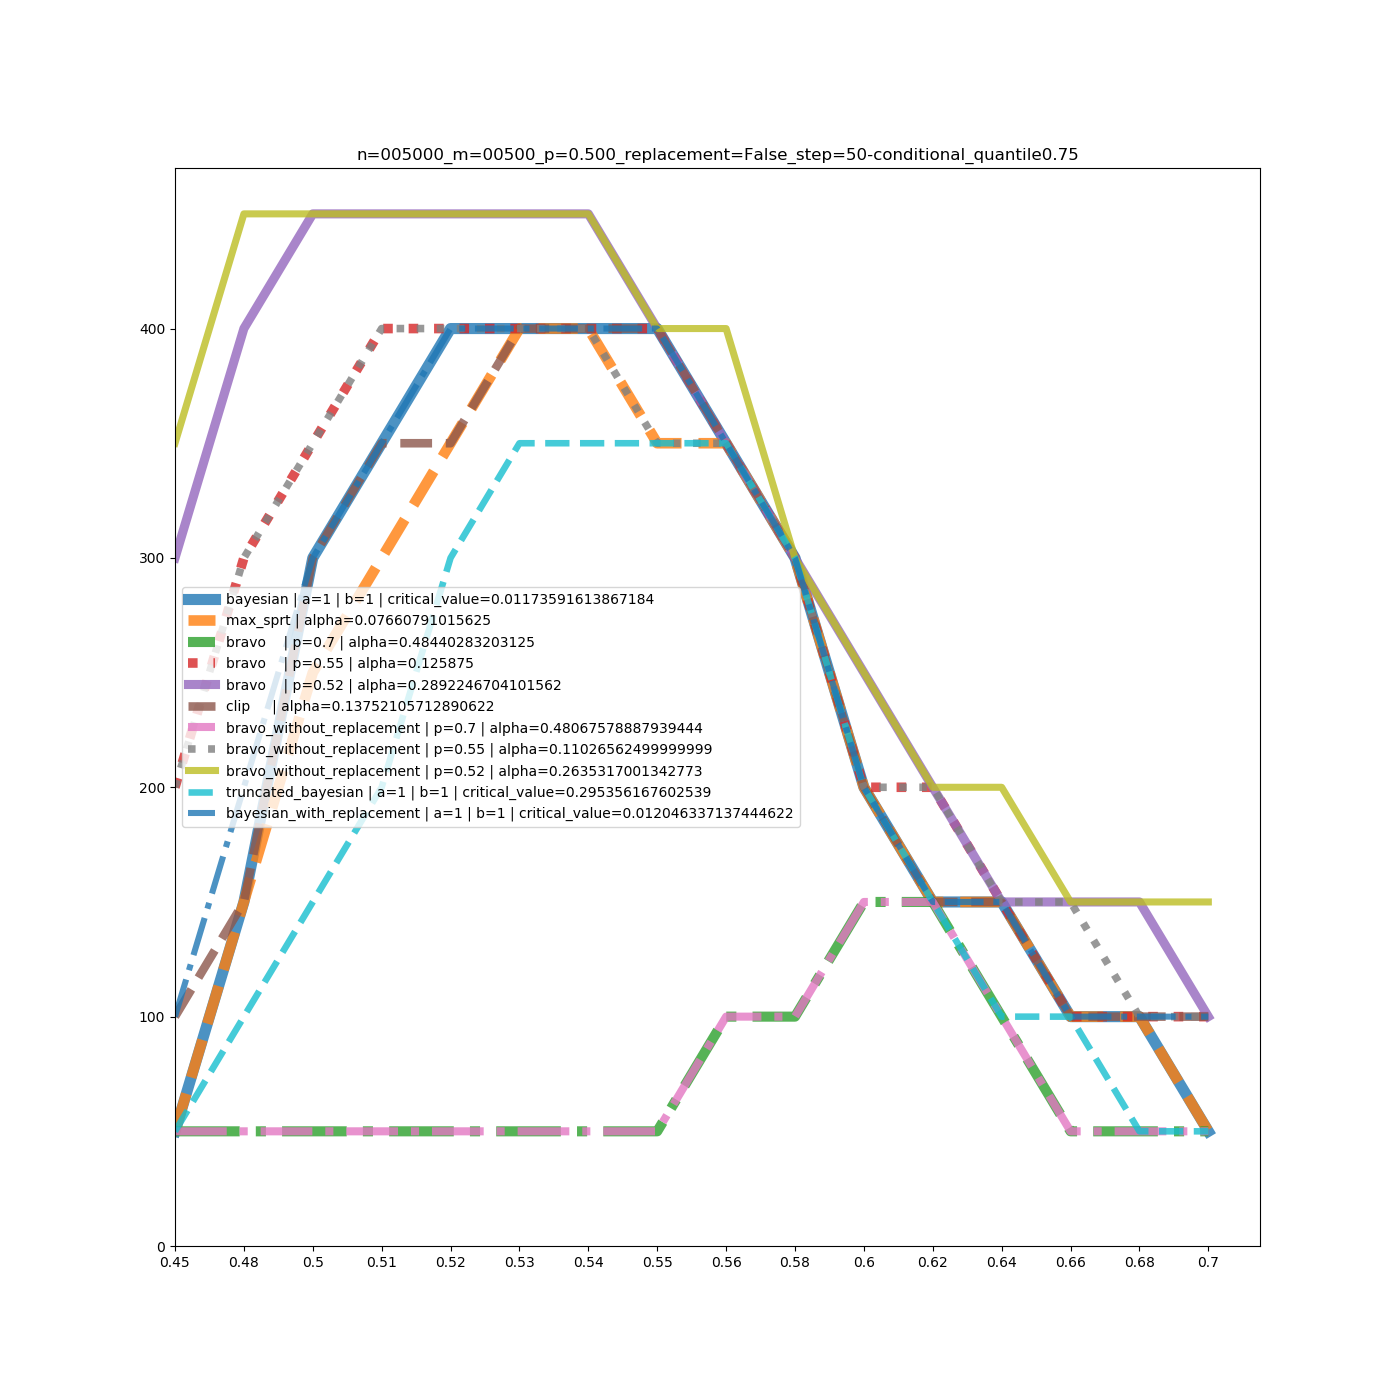 n=005000_m=00500_p=0.500_replacement=False_step=50-conditional_quantile0.75
400
300
bayesian | a=1 | b=1 | critical_value=0.01173591613867184
max_sprt | alpha=0.07660791015625
bravo | p=0.7 | alpha=0.48440283203125
bravo | p=0.55 | alpha=0.125875
bravo | p=0.52 | alpha=0.2892246704101562
clip | alpha=0.13752105712890622
bravo_without_replacement | p=0.7 | alpha=0.48067578887939444
bravo_without_replacement | p=0.55 | alpha=0.11026562499999999
bravo_without_replacement | p=0.52 | alpha=0.2635317001342773
truncated_bayesian | a=1 | b=1 | critical_value=0.295356167602539
bayesian_with_replacement | a=1 | b=1 | critical_value=0.012046337137444622
200
100
0
0.45 0.48 0.5 0.51 0.52 0.53 0.54 0.55 0.56 0.58 0.6 0.62 0.64 0.66 0.68 0.7